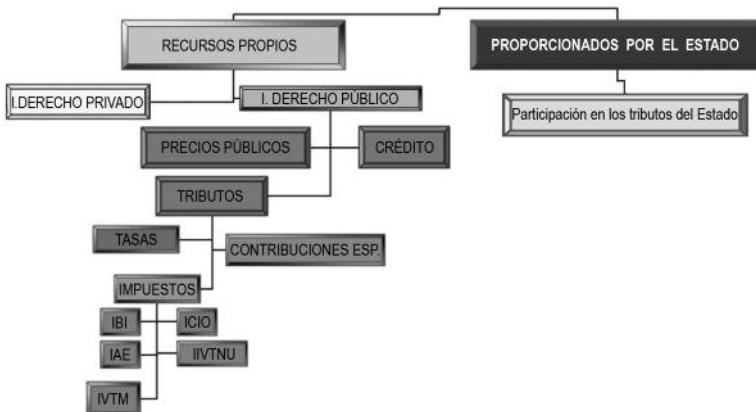 RECURSOS PROPIOS
PROPORCIONADOS POR EL ESTADO
I.DERECHO PRIVADO
I. DERECHO PÚBLICO
Participación en los tributos del Estado
PRECIOS PÚBLICOS
CRÉDITO
TRIBUTOS
TASAS
CONTRIBUCIONES ESP.
IMPUESTOS
IBI
ICIO
IAE
IIVTNU
IVTM